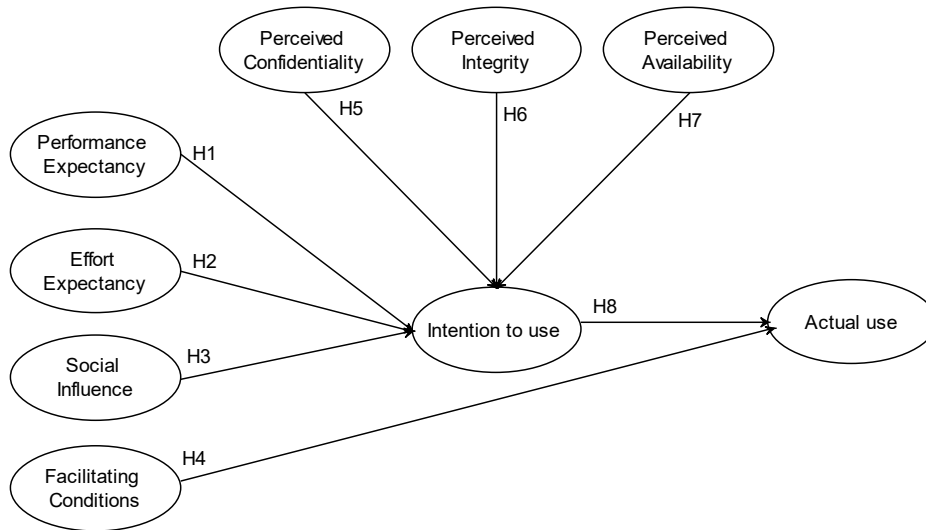 Perceived
Confidentiality
Perceived
Integrity
Perceived
Availability
H5
H6
H7
Performance
Expectancy
H1
Effort
Expectancy
H2
Intention to use
H8
Actual use
Social
Influence
H3
Facilitating
Conditions
H4